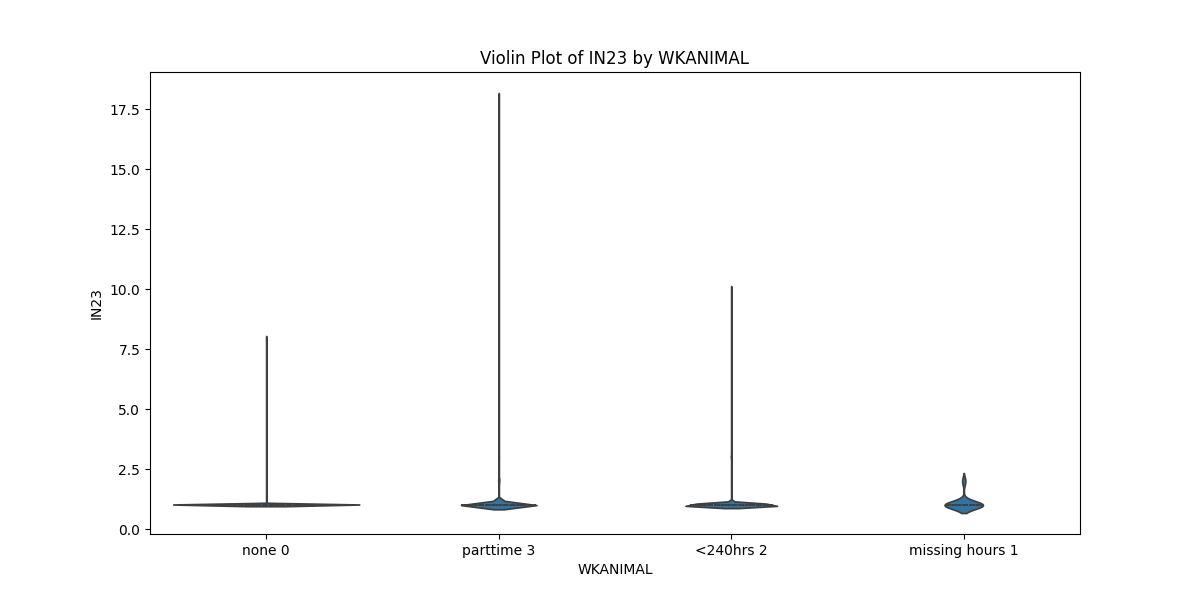 Violin Plot of IN23 by WKANIMAL
17.5
15.0
12.5
10.0
7.5
5.0
2.5
0.0
IN23
none 0
parttime 3
<240hrs 2
missing hours 1
WKANIMAL